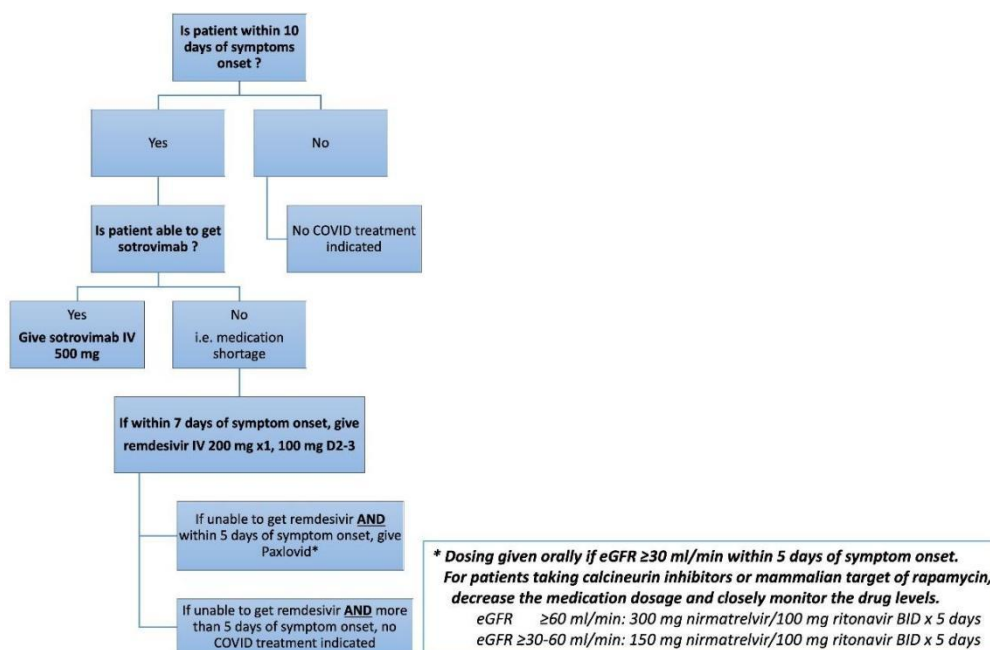 Is patient within 10
days of symptoms
onset ?
Yes
No
Is patient able to get
sotrovimab ?
No COVID treatment
indicated
Yes
Give sotrovimab IV
500 mg
No
i.e. medication
shortage
If within 7 days of symptom onset, give
remdesivir IV 200 mg x1, 100 mg D2-3
If unable to get remdesivir AND
within 5 days of symptom onset, give
Paxlovid*
If unable to get remdesivir AND more
than 5 days of symptom onset, no
COVID treatment indicated
* Dosing given orally if eGFR ≥30 ml/min within 5 days of symptom onset.
For patients taking calcineurin inhibitors or mammalian target of rapamycin,
decrease the medication dosage and closely monitor the drug levels.
eGFR ≥60 ml/min: 300 mg nirmatrelvir/100 mg ritonavir BID x 5 days
eGFR ≥30-60 ml/min: 150 mg nirmatrelvir/100 mg ritonavir BID x 5 days